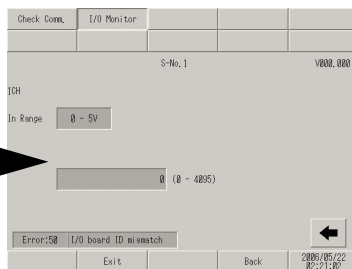 Check Comm. I/O Monitor
S-No. 1 V000.000
1CH
In Range 0 - 5V
0 (0 - 4095)
Error:50 I/O board ID mismatch
Exit Back 2006/05/22
02:21:02